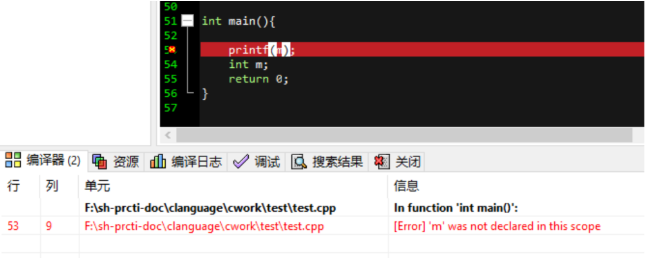 50
51 int main(){
52
53 printf(m);
54 int m;
55 return 0;
56 }
57
编译器 (2) 资源 编译日志 调试 搜索结果 关闭
行 列 单元 信息
F:\sh-prcti-doc\clanguage\cwork\test\test.cpp In function 'int main()':
53 9 F:\sh-prcti-doc\clanguage\cwork\test\test.cpp [Error] 'm' was not declared in this scope